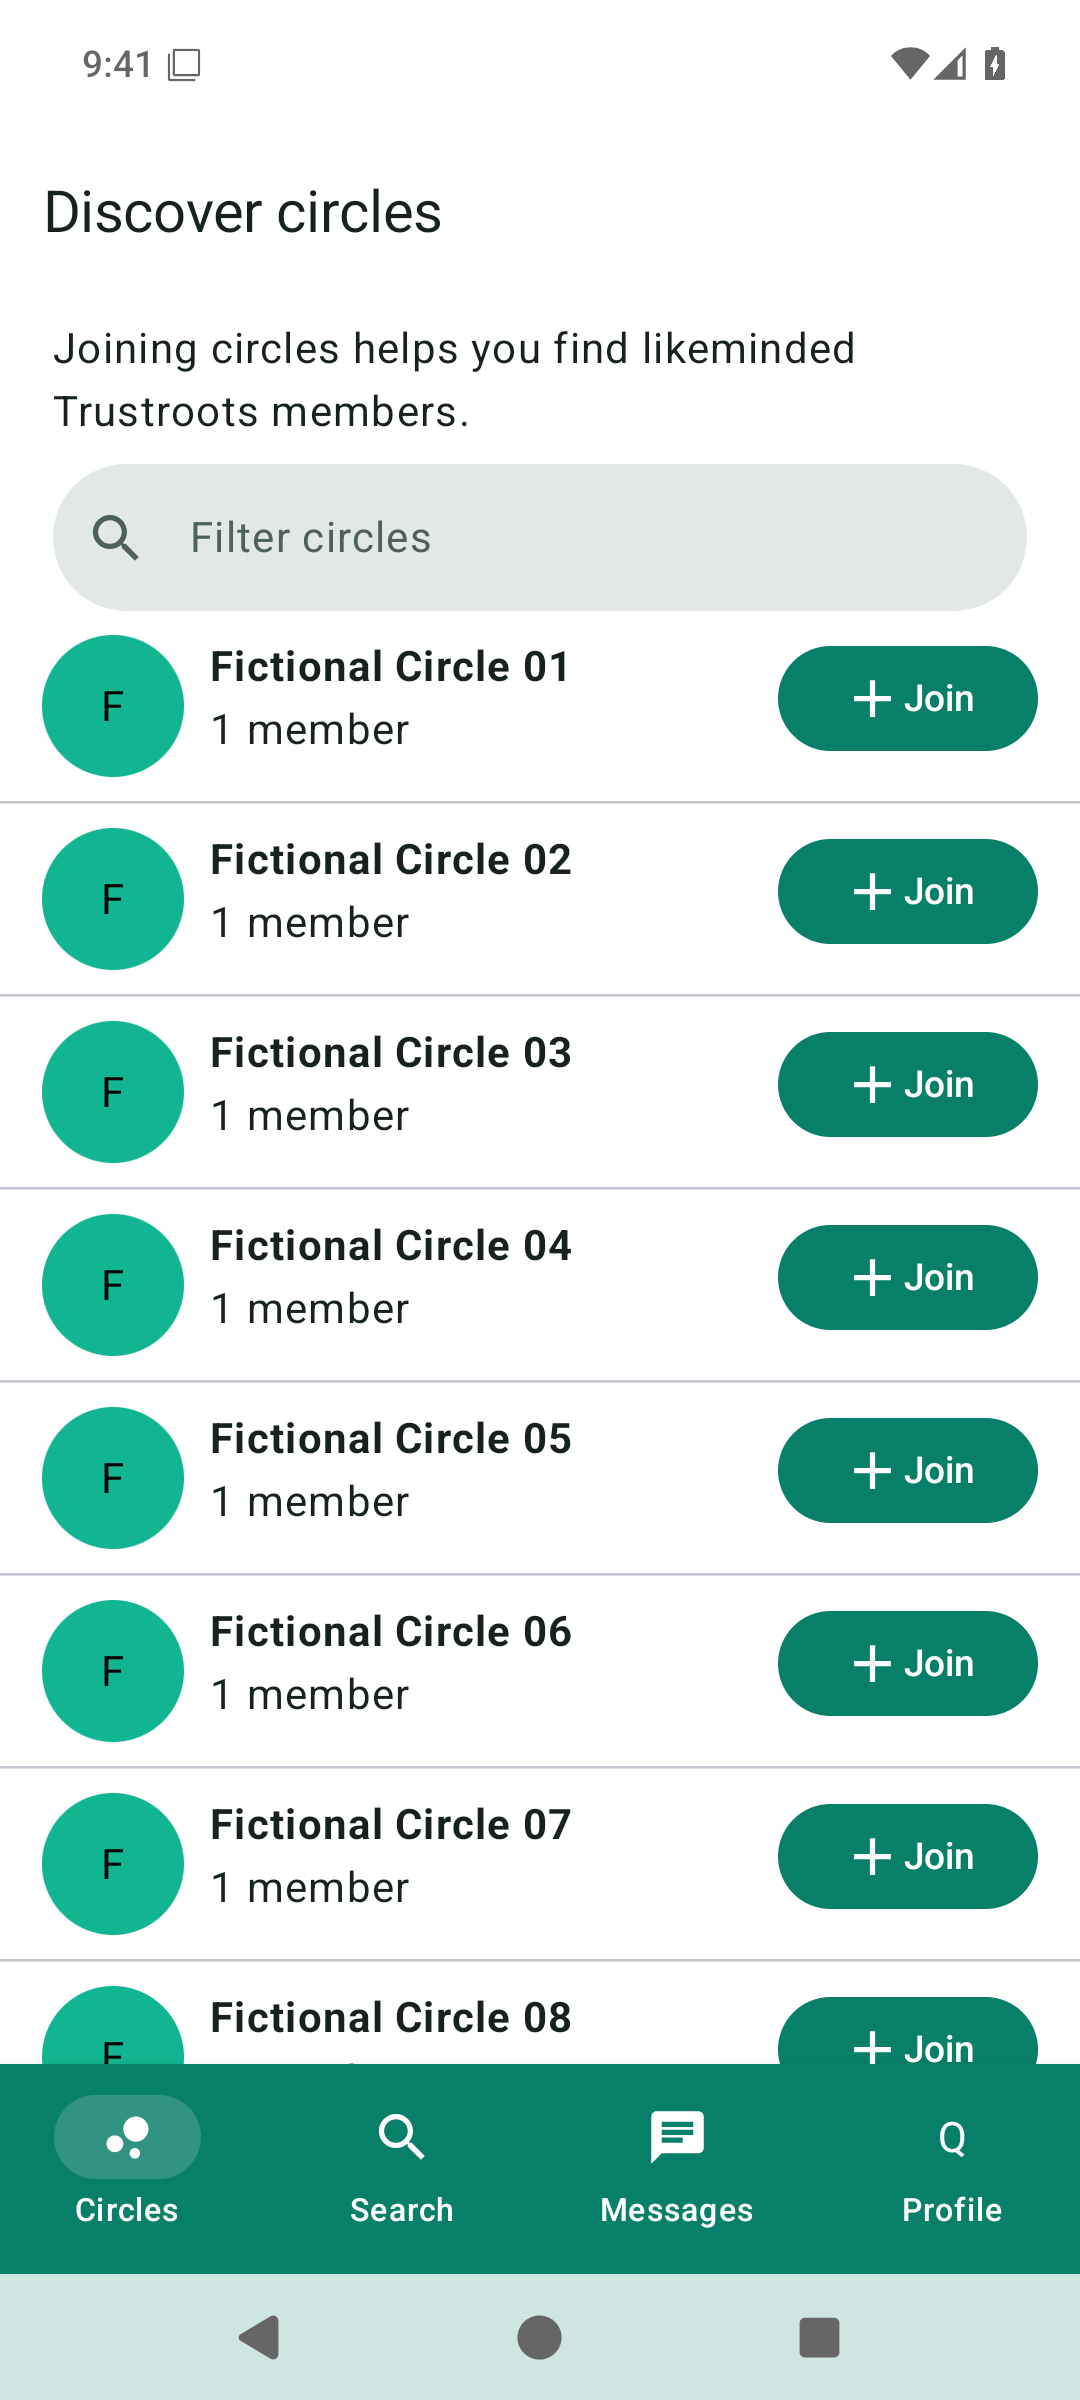 9:41
Discover circles
Joining circles helps you find likeminded
Trustroots members.
Filter circles
F
Fictional Circle 01
1 member
Join
F
Fictional Circle 02
1 member
Join
F
Fictional Circle 03
1 member
Join
F
Fictional Circle 04
1 member
Join
F
Fictional Circle 05
1 member
Join
F
Fictional Circle 06
1 member
Join
F
Fictional Circle 07
1 member
Join
F
Fictional Circle 08
Join
Circles
Search
Messages
Q
Profile